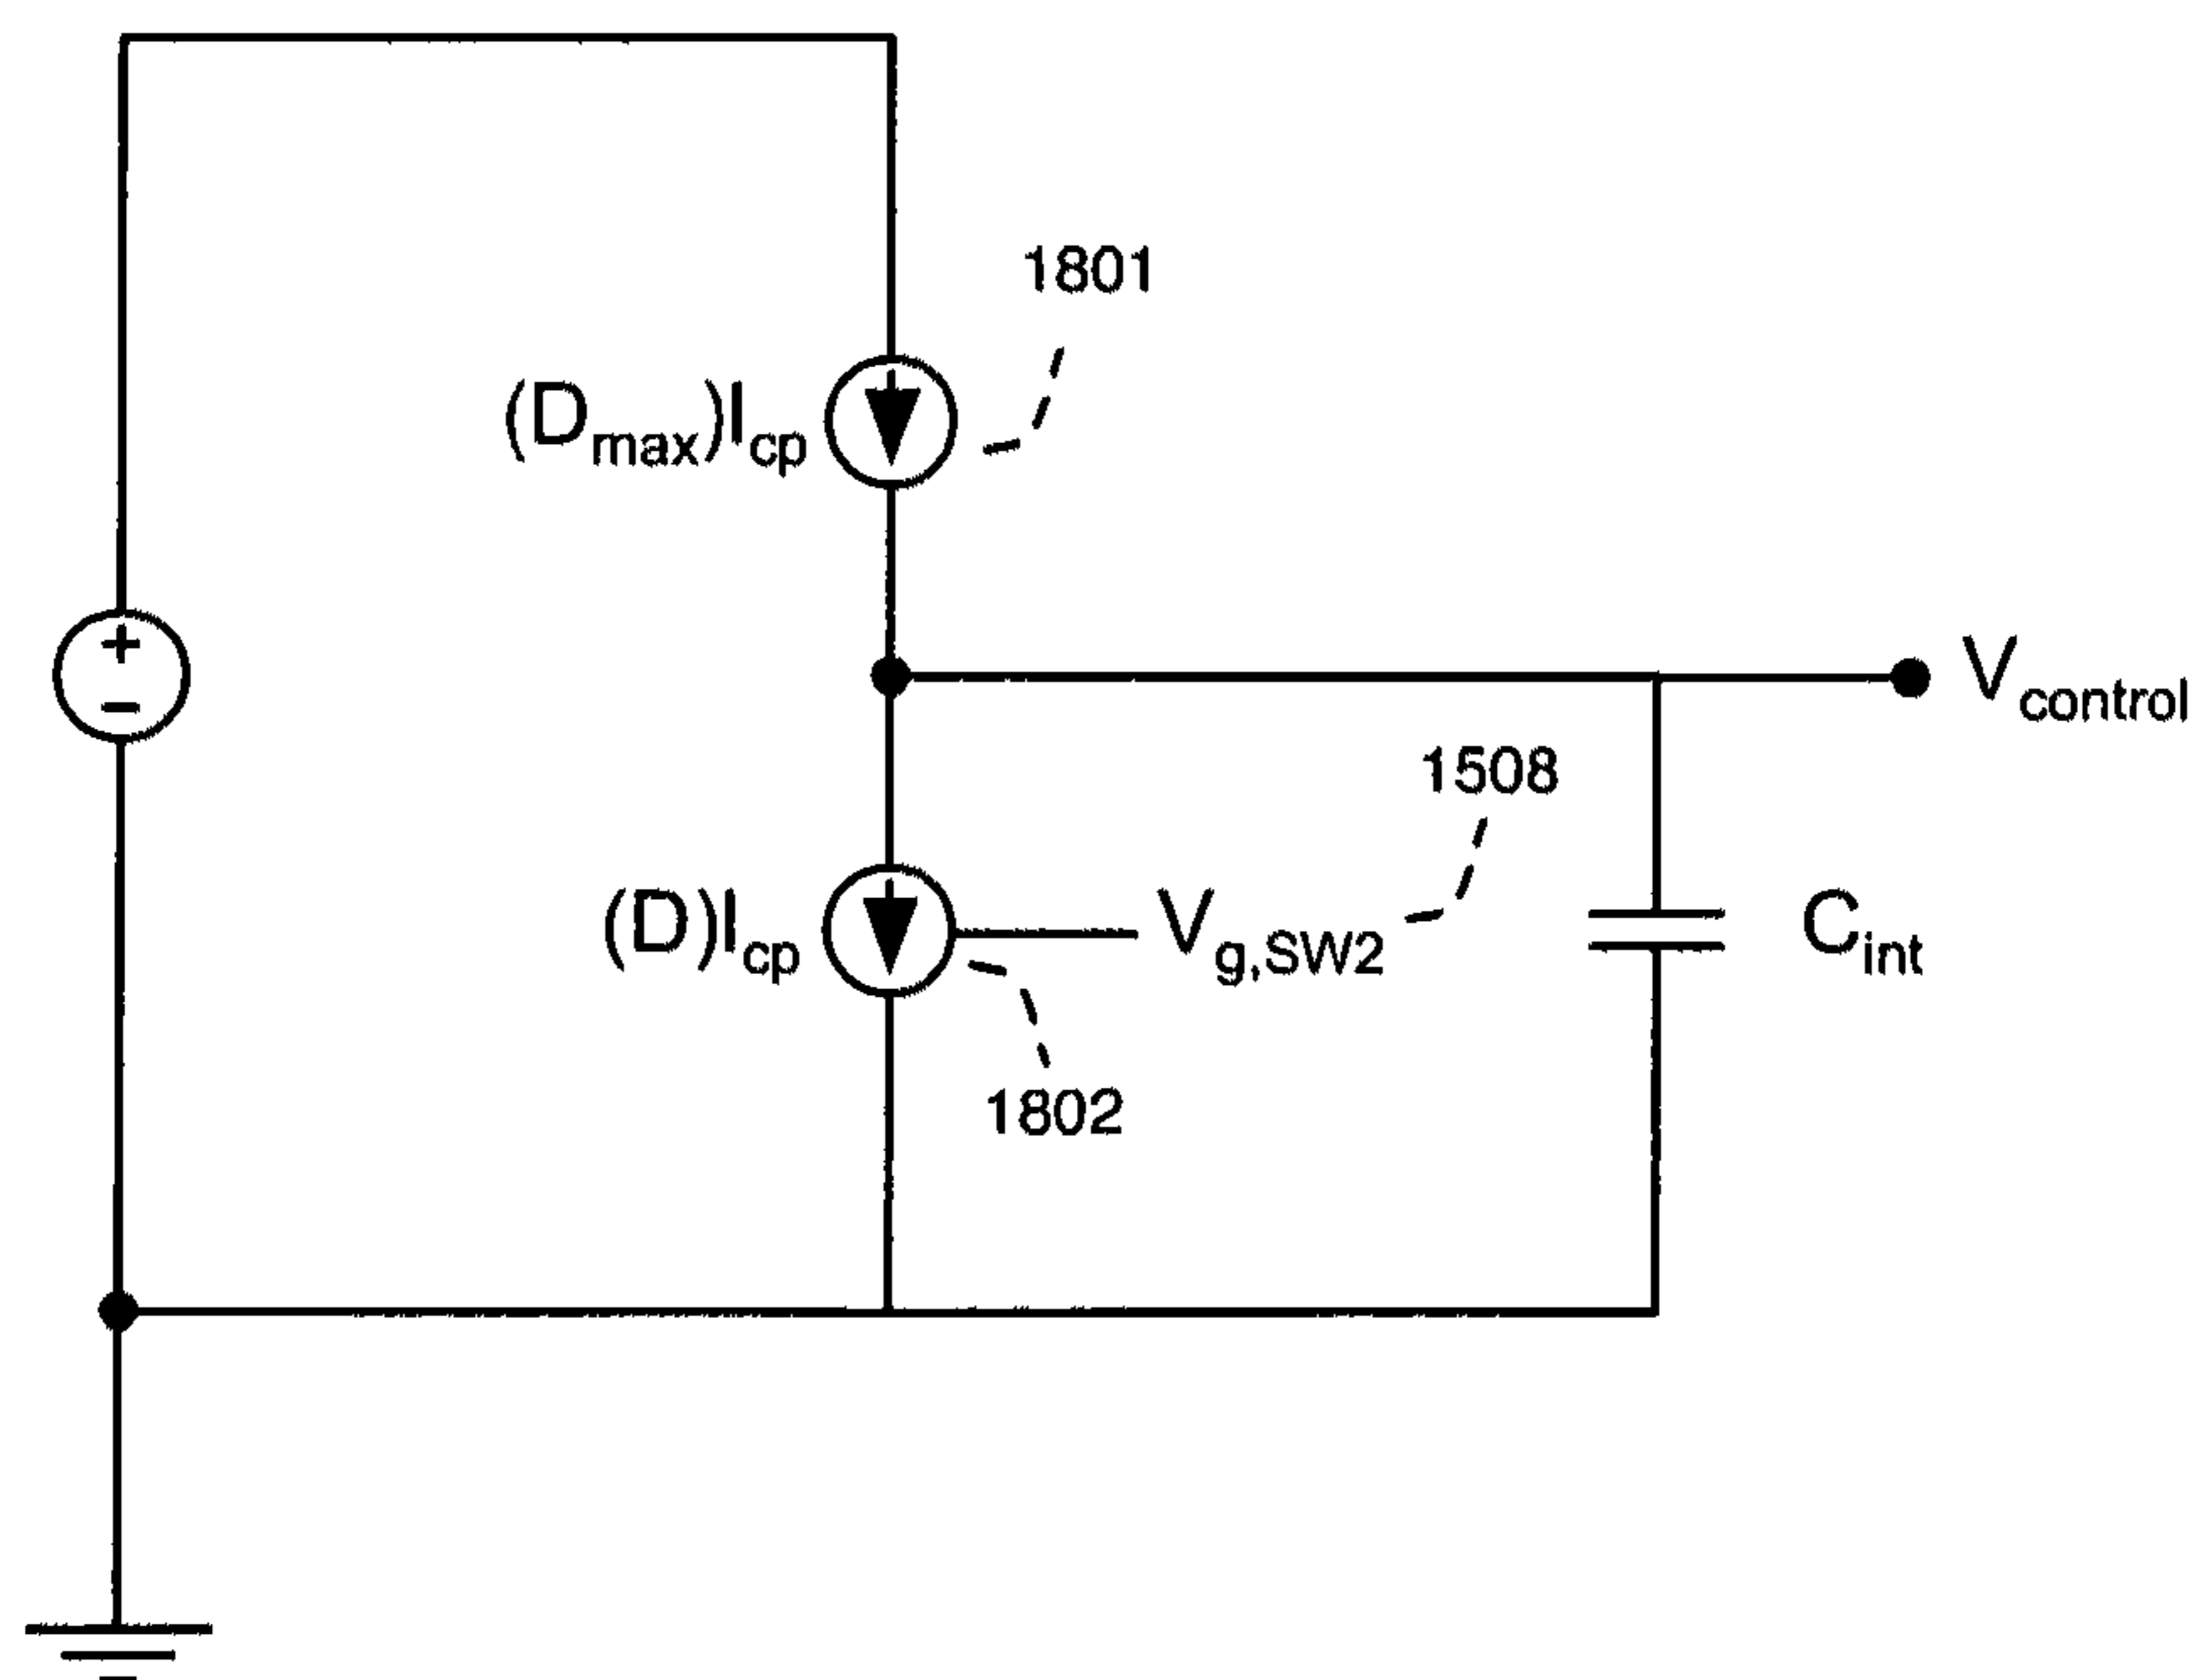 1801
(Dmax)Icp
+
−
Vcontrol
1508
(D)Icp
Vg,SW2
Cint
1802